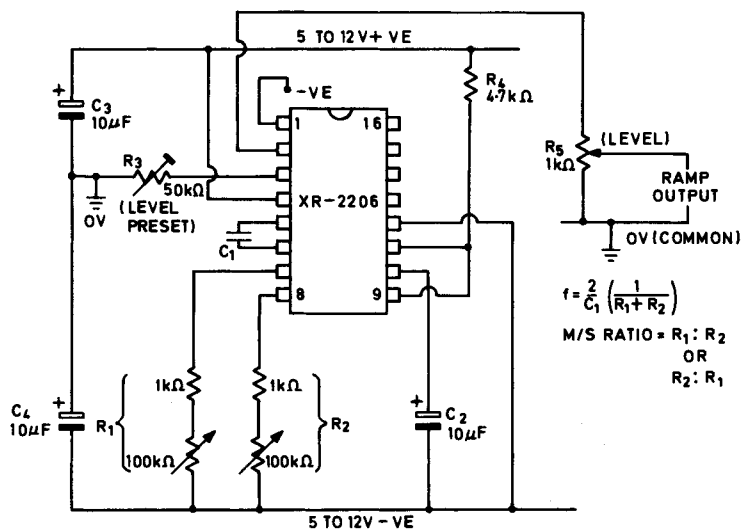 5 TO 12V+ VE
+
C3
10µF
-VE
R4
4·7kΩ
1
16
R3
50kΩ
(LEVEL
PRESET)
0V
XR-2206
C1
8
9
R5
1kΩ
(LEVEL)
RAMP
OUTPUT
0V (COMMON)
f = 2/C1 (1/(R1 + R2))
M/S RATIO = R1 : R2
OR
R2 : R1
+
C4
10µF
R1
1kΩ
100kΩ
1kΩ
100kΩ
R2
+
C2
10µF
5 TO 12V - VE